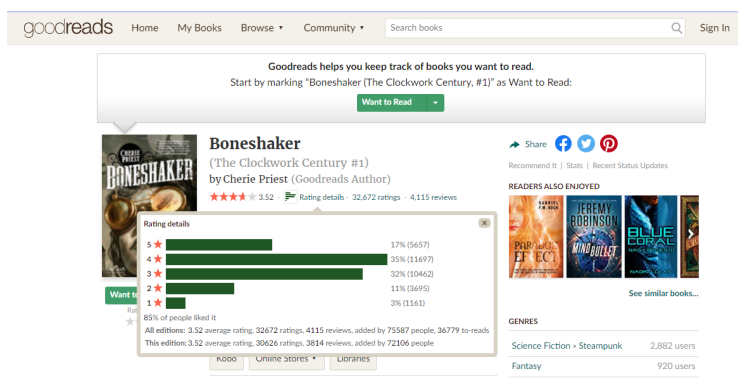 goodreads Home My Books Browse ▾ Community ▾ Search books Sign In
Goodreads helps you keep track of books you want to read.
Start by marking “Boneshaker (The Clockwork Century, #1)” as Want to Read:
Want to Read
CHERIE
PRIEST
BONESHAKER
Boneshaker
(The Clockwork Century #1)
by Cherie Priest (Goodreads Author)
3.52 · Rating details · 32,672 ratings · 4,115 reviews
Rating details
5 ★ 17% (5657)
4 ★ 35% (11697)
3 ★ 32% (10462)
2 ★ 11% (3695)
1 ★ 3% (1161)
85% of people liked it
All editions: 3.52 average rating, 32672 ratings, 4115 reviews, added by 75587 people, 36779 to-reads
This edition: 3.52 average rating, 30626 ratings, 3814 reviews, added by 72106 people
Want to
Kobo Online Stores ▾ Libraries
Share
Recommend It | Stats | Recent Status Updates
READERS ALSO ENJOYED
PARADOX
EFFECT
JEREMY
ROBINSON
MIND BULLET
BLUE
CORAL
See similar books…
GENRES
Science Fiction > Steampunk 2,882 users
Fantasy 920 users